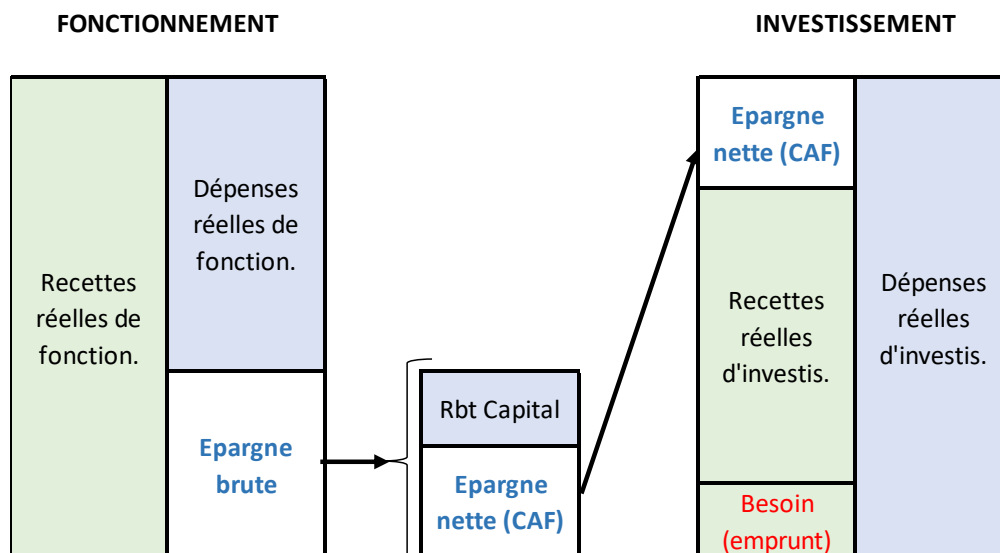 FONCTIONNEMENT
INVESTISSEMENT
Recettes
réelles de
fonction.
Dépenses
réelles de
fonction.
Epargne
brute
Rbt Capital
Epargne
nette (CAF)
Epargne
nette (CAF)
Recettes
réelles
d'investis.
Besoin
(emprunt)
Dépenses
réelles
d'investis.